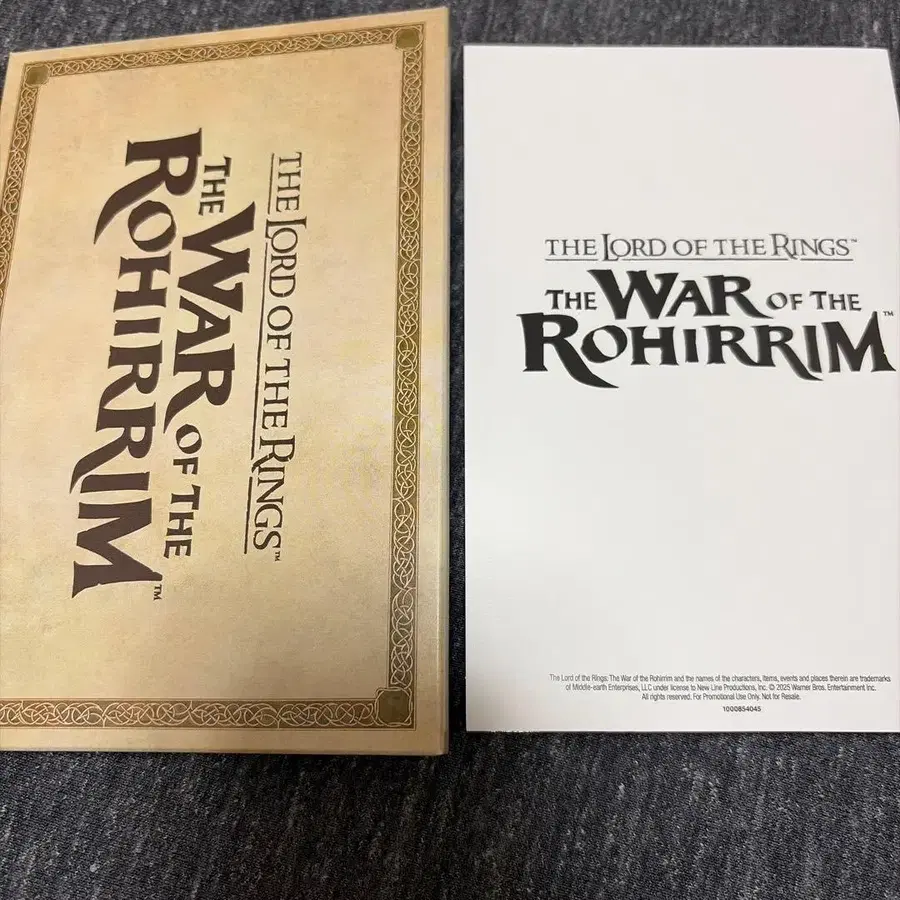 THE LORD OF THE RINGS™
THE WAR OF THE
ROHIRRIM™
THE LORD OF THE RINGS™
THE WAR OF THE
ROHIRRIM™
The Lord of the Rings: The War of the Rohirrim and the names of the characters, items, events and places therein are trademarks
of Middle-earth Enterprises, LLC under license to New Line Productions, Inc. © 2025 Warner Bros. Entertainment Inc.
All rights reserved. For Promotional Use Only. Not for Resale.
1000854045